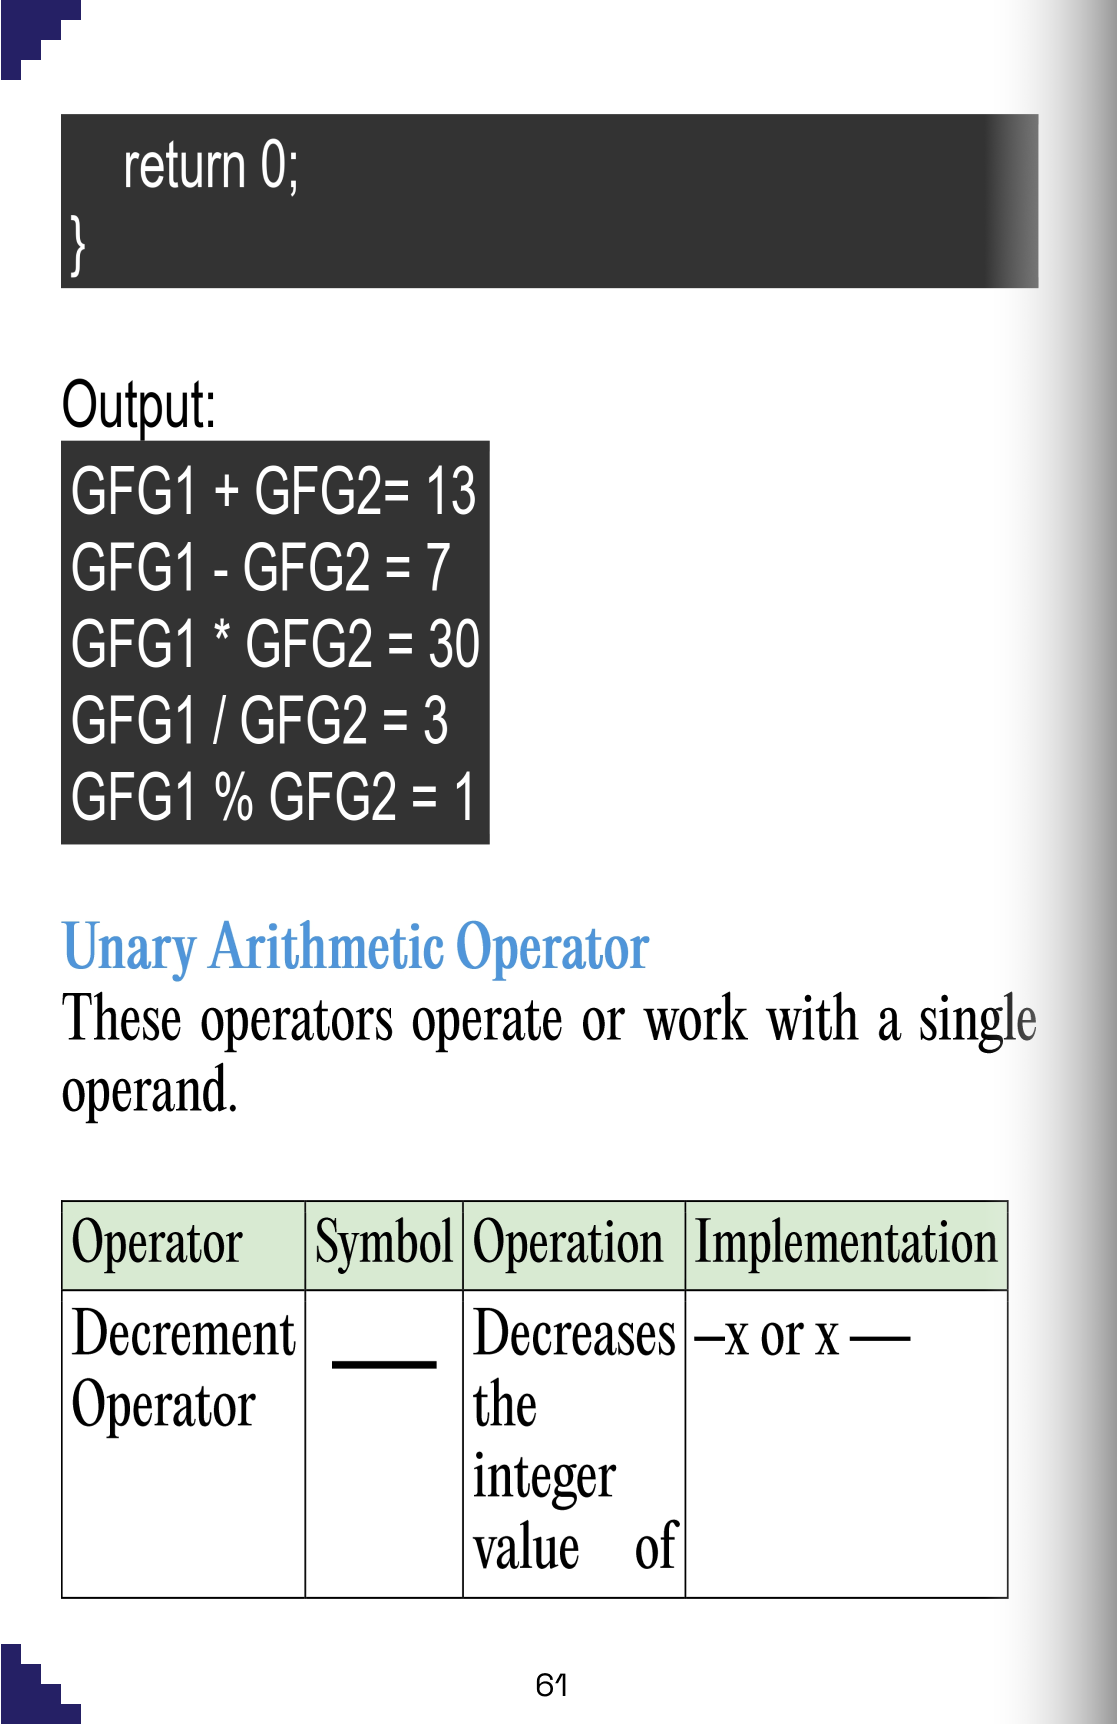 return 0;
}
Output:
GFG1 + GFG2= 13
GFG1 - GFG2 = 7
GFG1 * GFG2 = 30
GFG1 / GFG2 = 3
GFG1 % GFG2 = 1
Unary Arithmetic Operator
These operators operate or work with a single
operand.
Operator Symbol Operation Implementation
Decrement Operator — Decreases the integer value of –x or x —
61